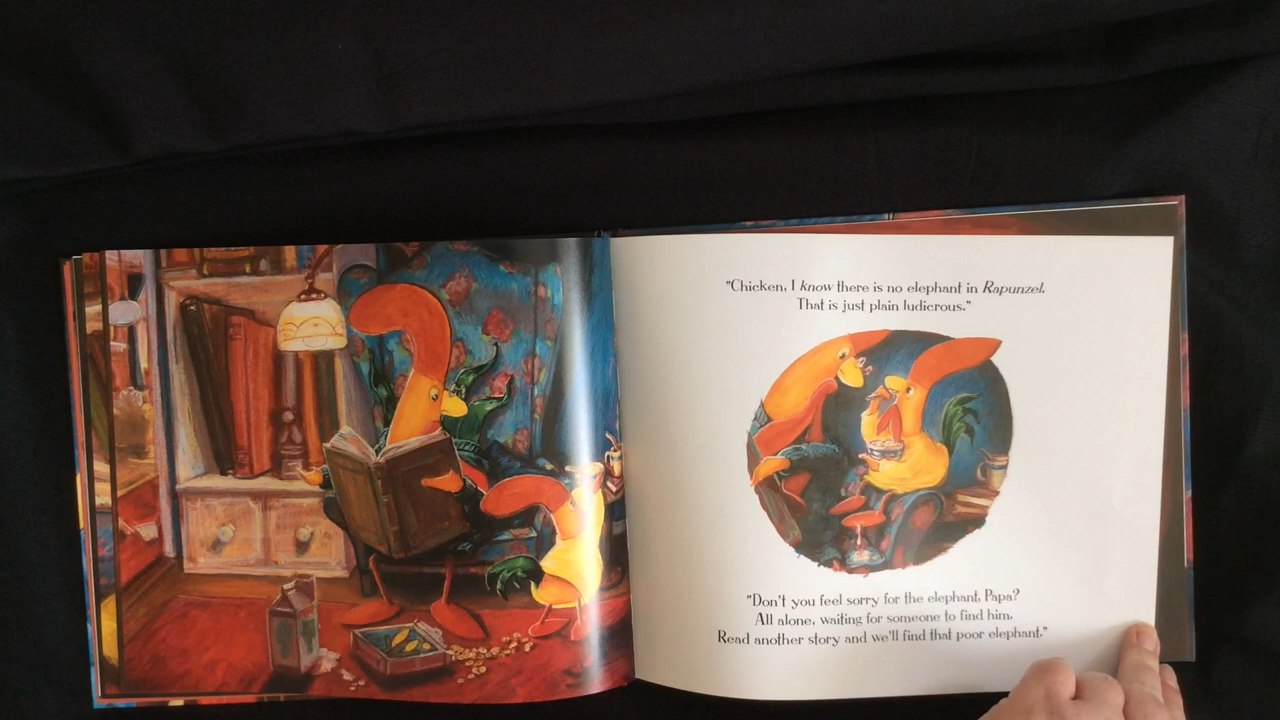 "Chicken, I know there is no elephant in Rapunzel.
That is just plain ludicrous."
"Don't you feel sorry for the elephant, Papa?
All alone, waiting for someone to find him.
Read another story and we'll find that poor elephant."